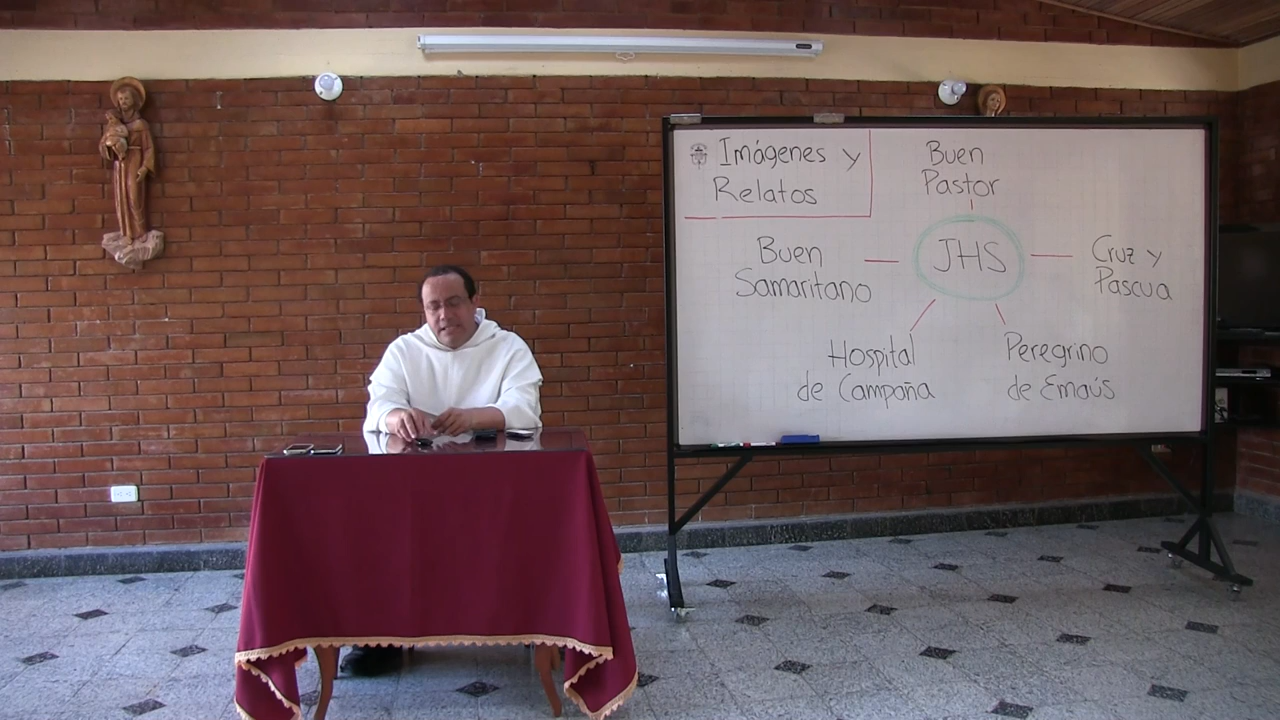 Imágenes y
Relatos
Buen
Pastor
Buen
Samaritano
JHS
Cruz y
Pascua
Hospital
de Campaña
Peregrino
de Emaús